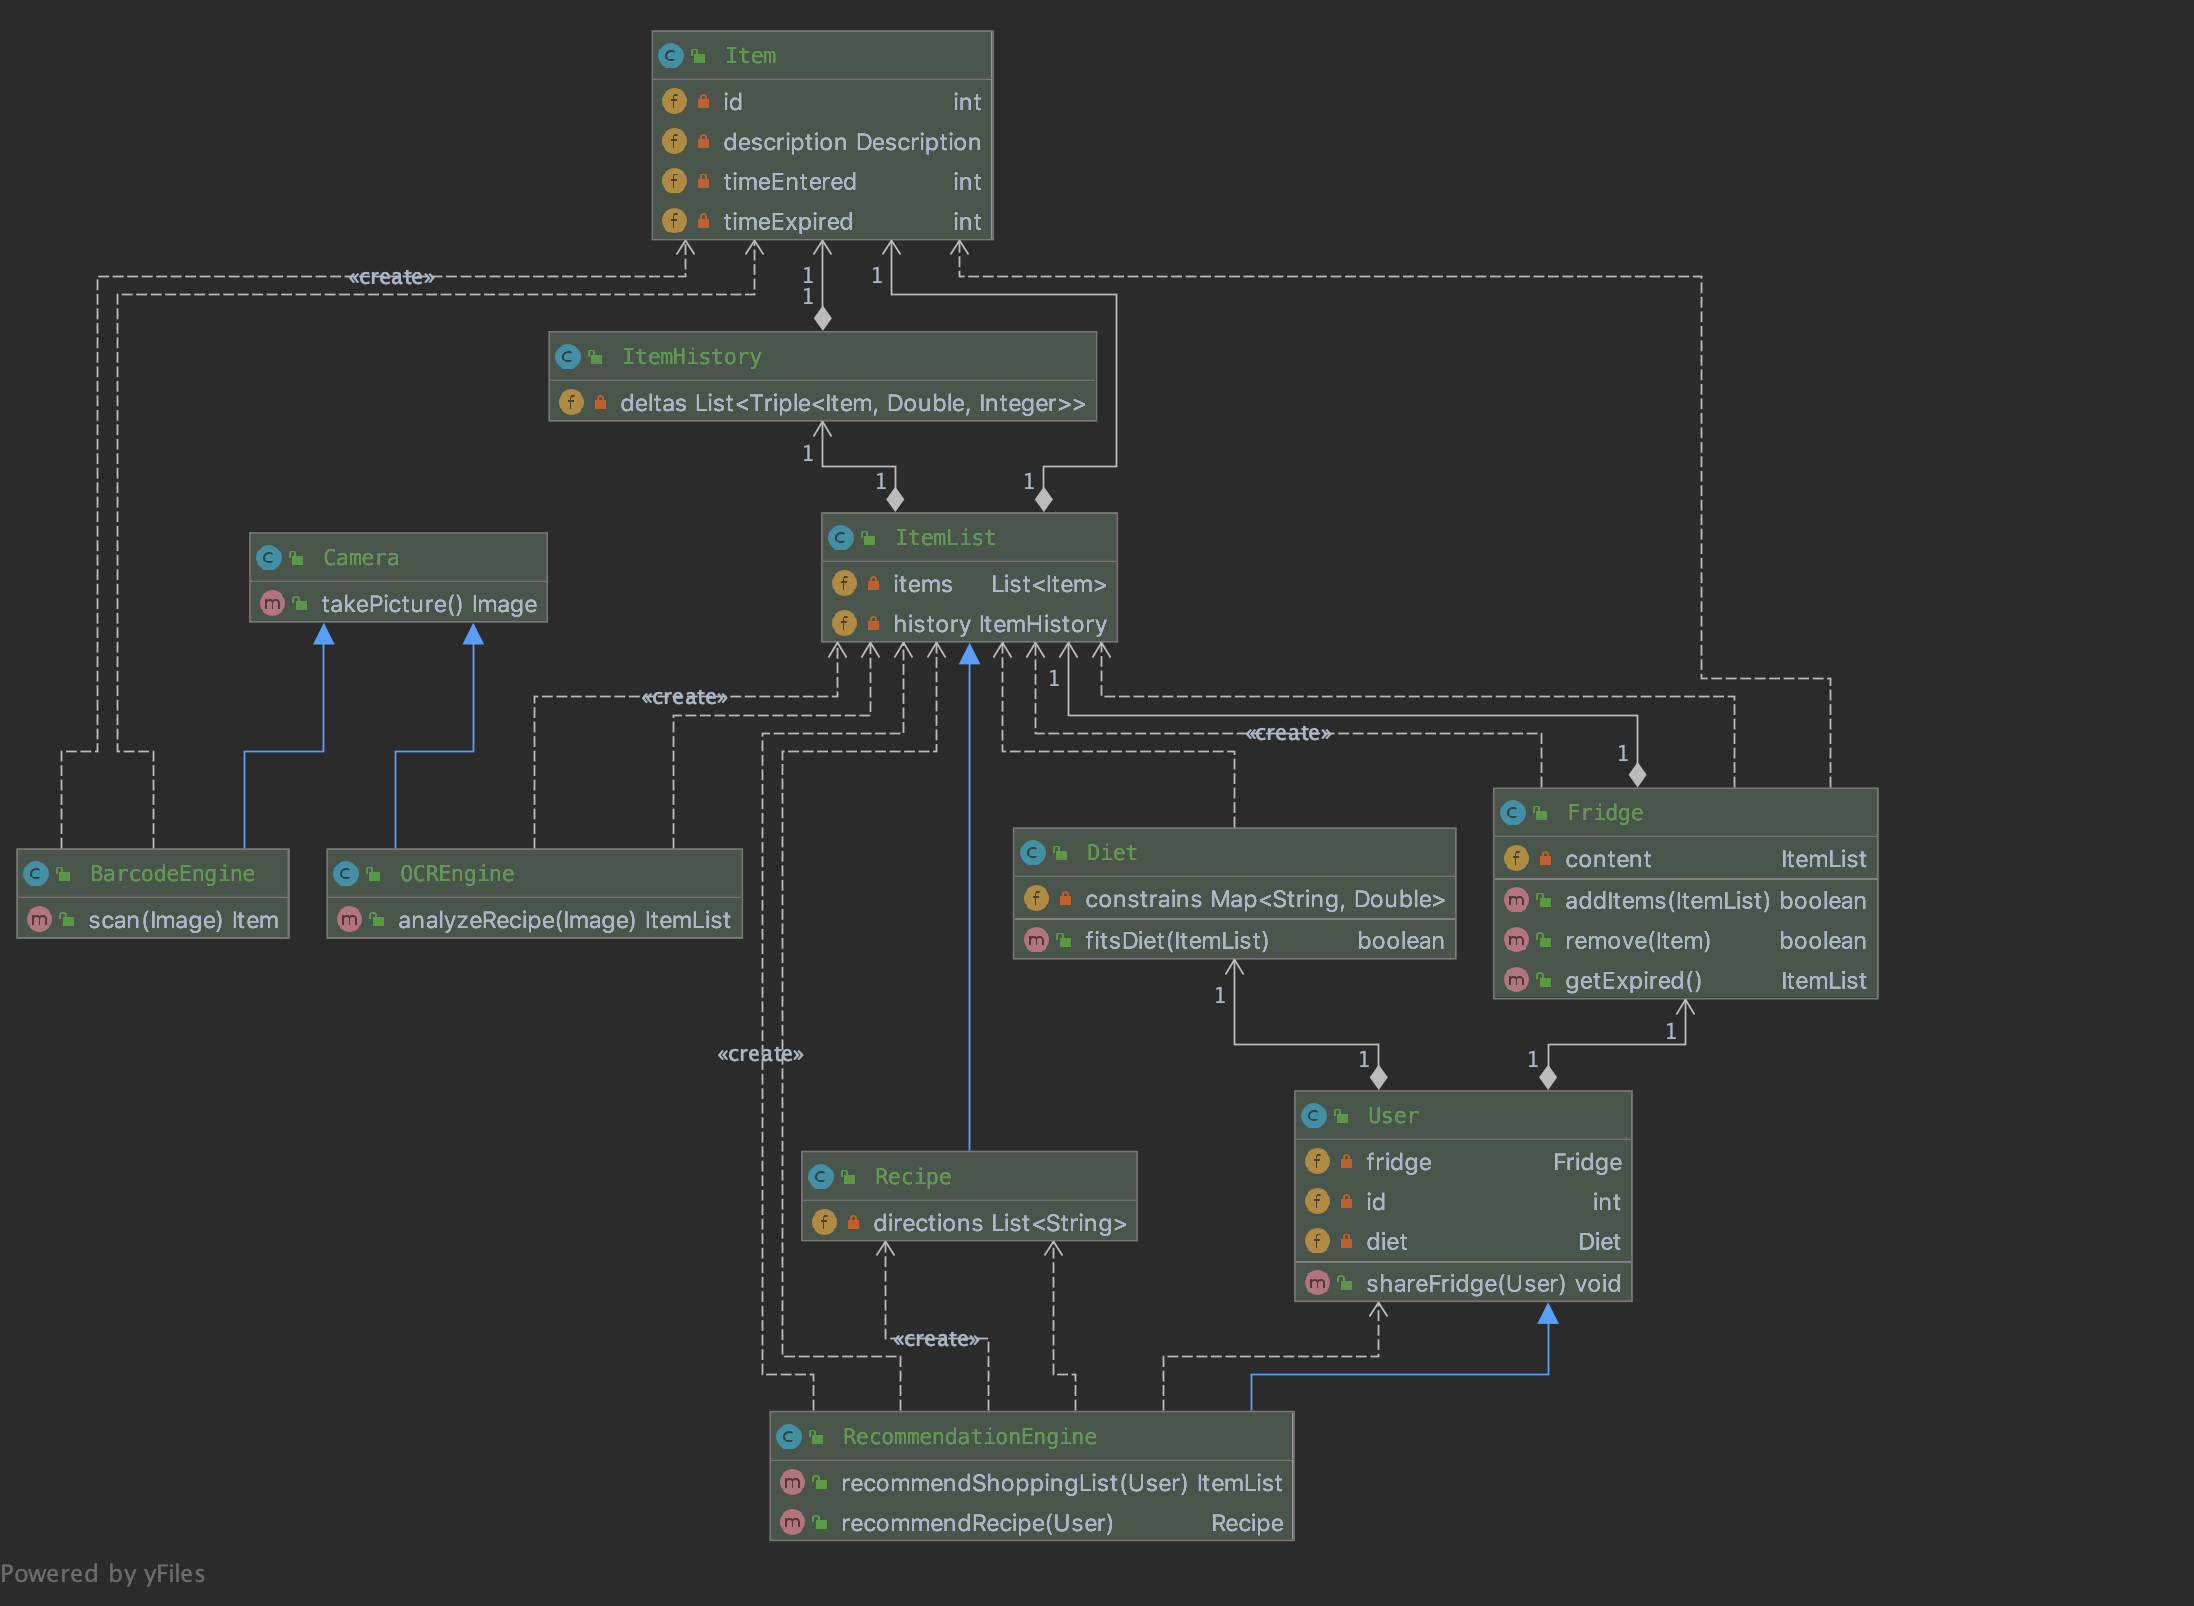 Item
id int
description Description
timeEntered int
timeExpired int
«create»
1
1
1
ItemHistory
deltas List<Triple<Item, Double, Integer>>
1
1
1
ItemList
items List<Item>
history ItemHistory
Camera
takePicture() Image
«create»
1
«create»
1
BarcodeEngine
scan(Image) Item
OCREngine
analyzeRecipe(Image) ItemList
Diet
constrains Map<String, Double>
fitsDiet(ItemList) boolean
Fridge
content ItemList
addItems(ItemList) boolean
remove(Item) boolean
getExpired() ItemList
1
1
1
1
«create»
User
fridge Fridge
id int
diet Diet
shareFridge(User) void
Recipe
directions List<String>
«create»
RecommendationEngine
recommendShoppingList(User) ItemList
recommendRecipe(User) Recipe
Powered by yFiles